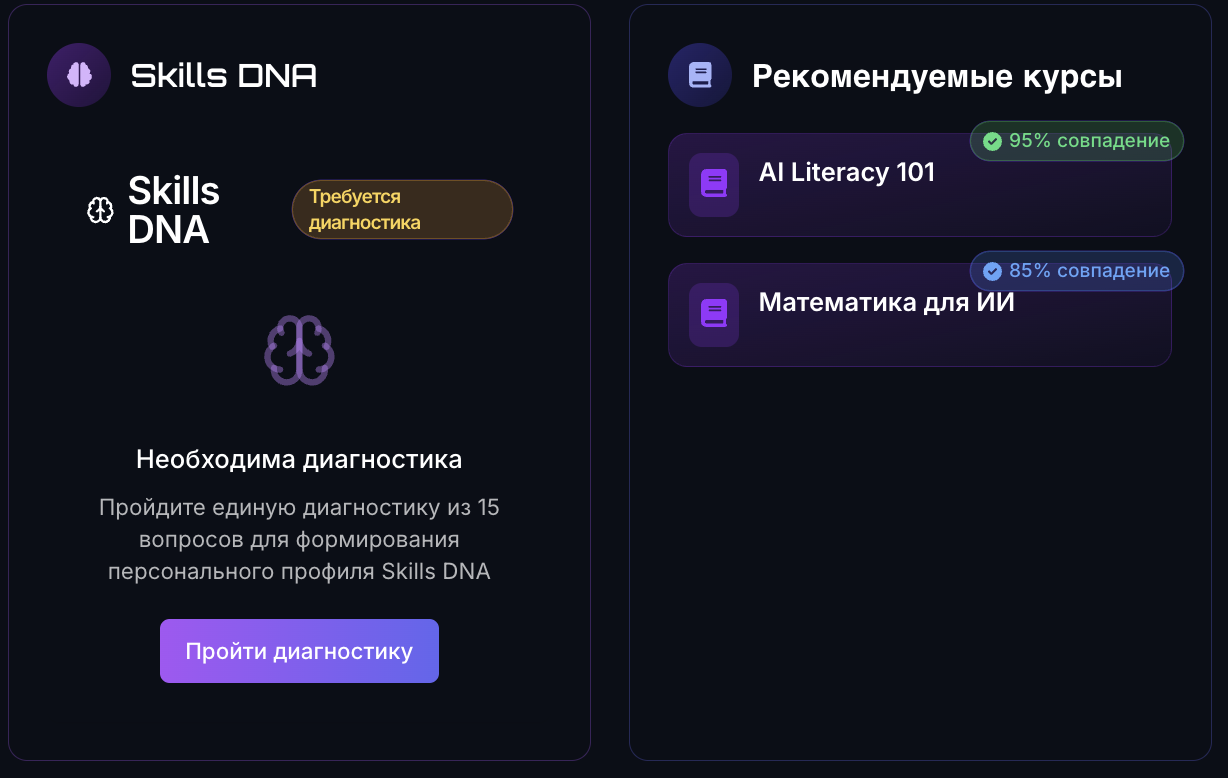 Skills DNA
Skills
DNA
Требуется
диагностика
Необходима диагностика
Пройдите единую диагностику из 15
вопросов для формирования
персонального профиля Skills DNA
Пройти диагностику
Рекомендуемые курсы
95% совпадение
AI Literacy 101
85% совпадение
Математика для ИИ